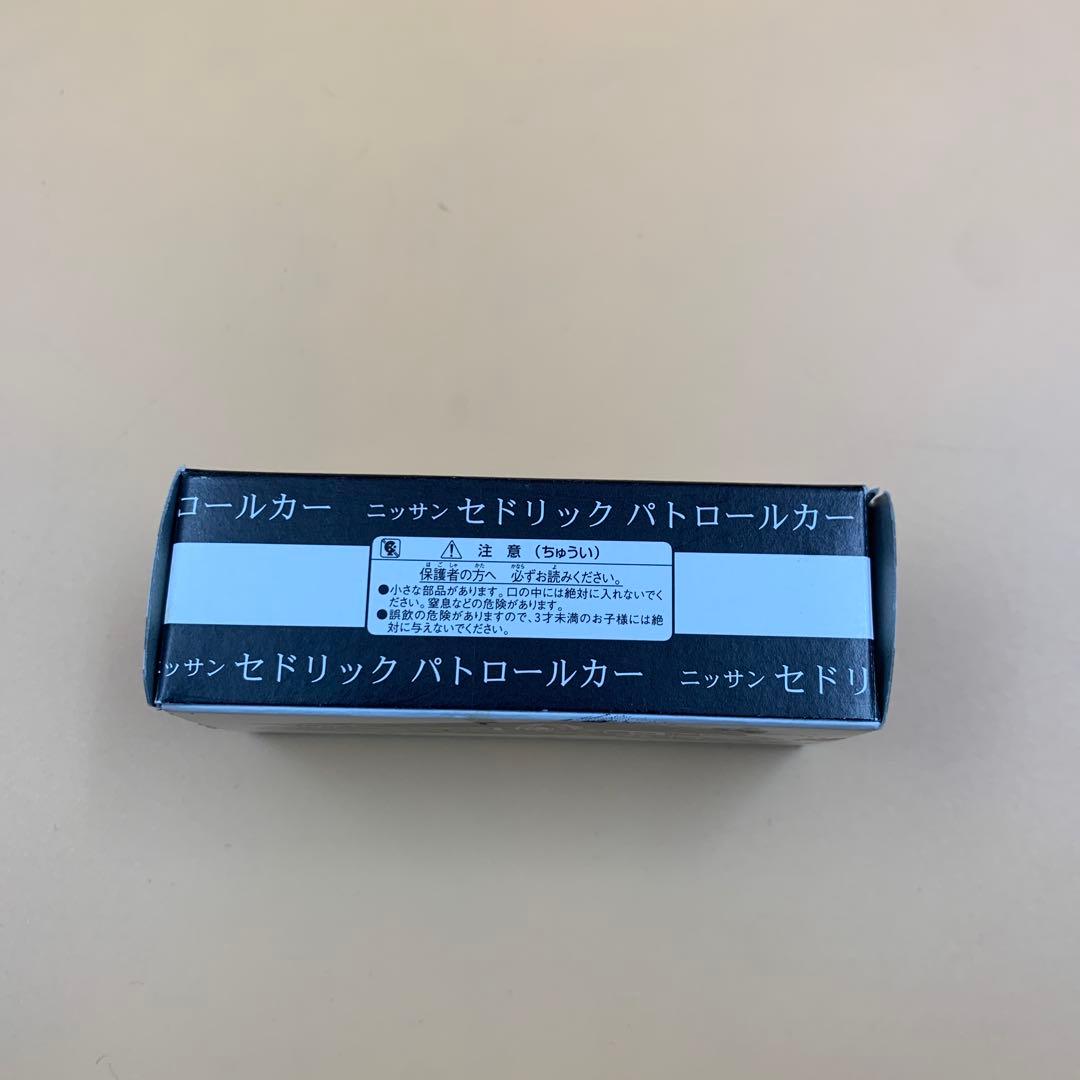 コールカー ニッサン セドリック パトロールカー
注意（ちゅうい）
保護者の方へ 必ずお読みください。
●小さな部品があります。口の中には絶対に入れないでく
ださい。窒息などの危険があります。
●誤飲の危険がありますので、3才未満のお子様には絶
対に与えないでください。
ッサン セドリック パトロールカー ニッサン セドリ